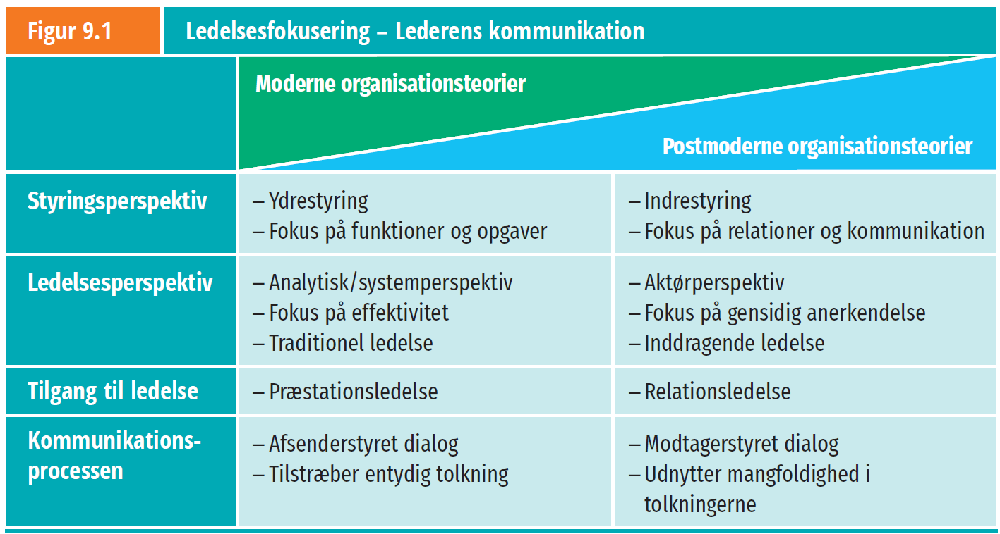 Figur 9.1
Ledelsesfokusering – Lederens kommunikation
Moderne organisationsteorier
Postmoderne organisationsteorier
Styringsperspektiv
– Ydrestyring
– Fokus på funktioner og opgaver
– Indrestyring
– Fokus på relationer og kommunikation
Ledelsesperspektiv
– Analytisk/systemperspektiv
– Fokus på effektivitet
– Traditionel ledelse
– Aktørperspektiv
– Fokus på gensidig anerkendelse
– Inddragende ledelse
Tilgang til ledelse
– Præstationsledelse
– Relationsledelse
Kommunikations-
processen
– Afsenderstyret dialog
– Tilstræber entydig tolkning
– Modtagerstyret dialog
– Udnytter mangfoldighed i
tolkningerne